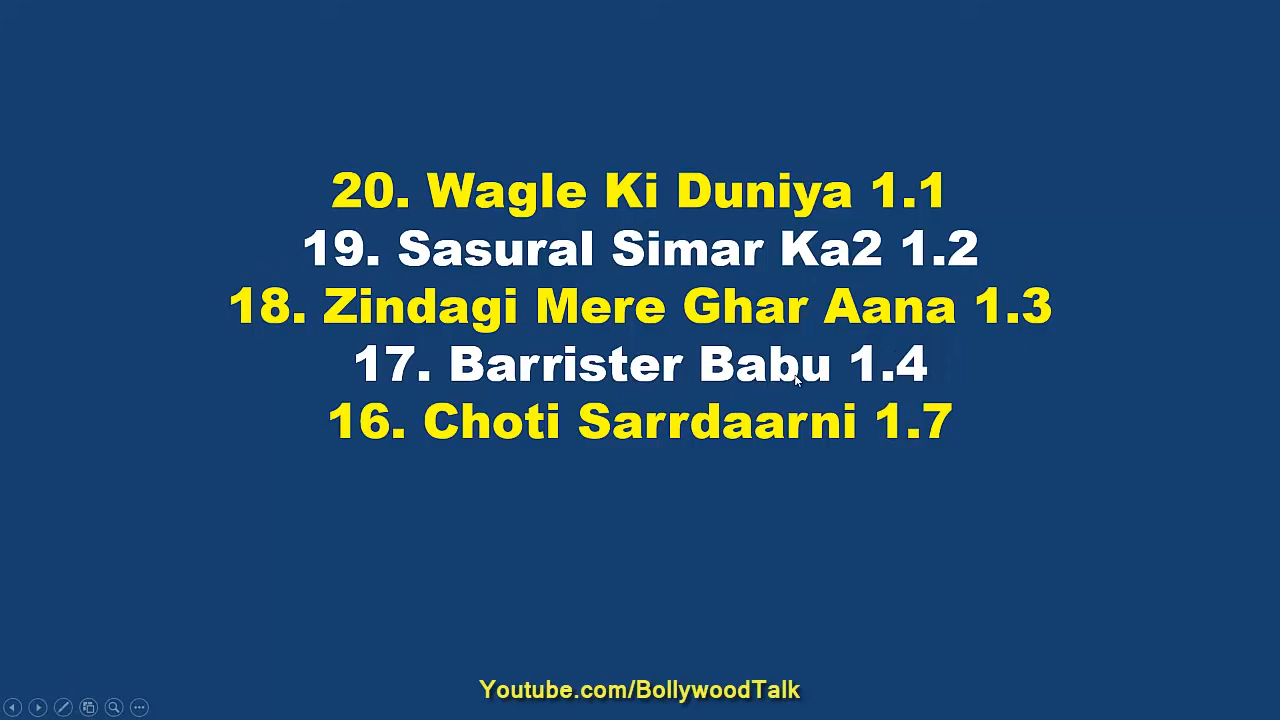 20. Wagle Ki Duniya 1.1
19. Sasural Simar Ka2 1.2
18. Zindagi Mere Ghar Aana 1.3
17. Barrister Babu 1.4
16. Choti Sarrdaarni 1.7
Youtube.com/BollywoodTalk